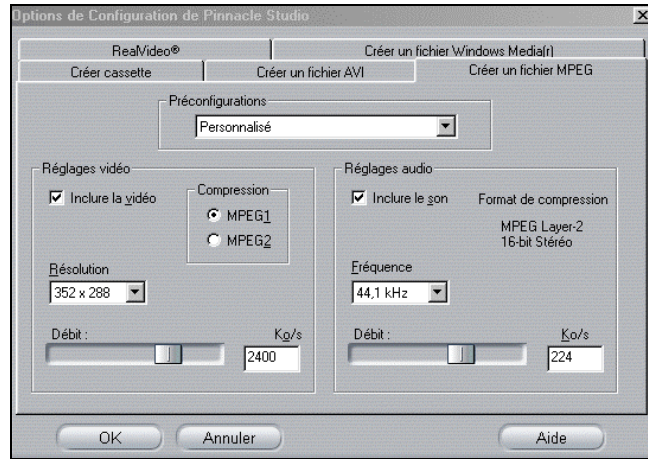 Options de Configuration de Pinnacle Studio
RealVideo®
Créer un fichier Windows Media(r)
Créer cassette
Créer un fichier AVI
Créer un fichier MPEG
Préconfigurations
Personnalisé
Réglages vidéo
Inclure la vidéo
Compression
MPEG1
MPEG2
Résolution
352 x 288
Débit :
Ko/s
2400
Réglages audio
Inclure le son
Format de compression
MPEG Layer-2
16-bit Stéréo
Fréquence
44,1 kHz
Débit :
Ko/s
224
OK
Annuler
Aide